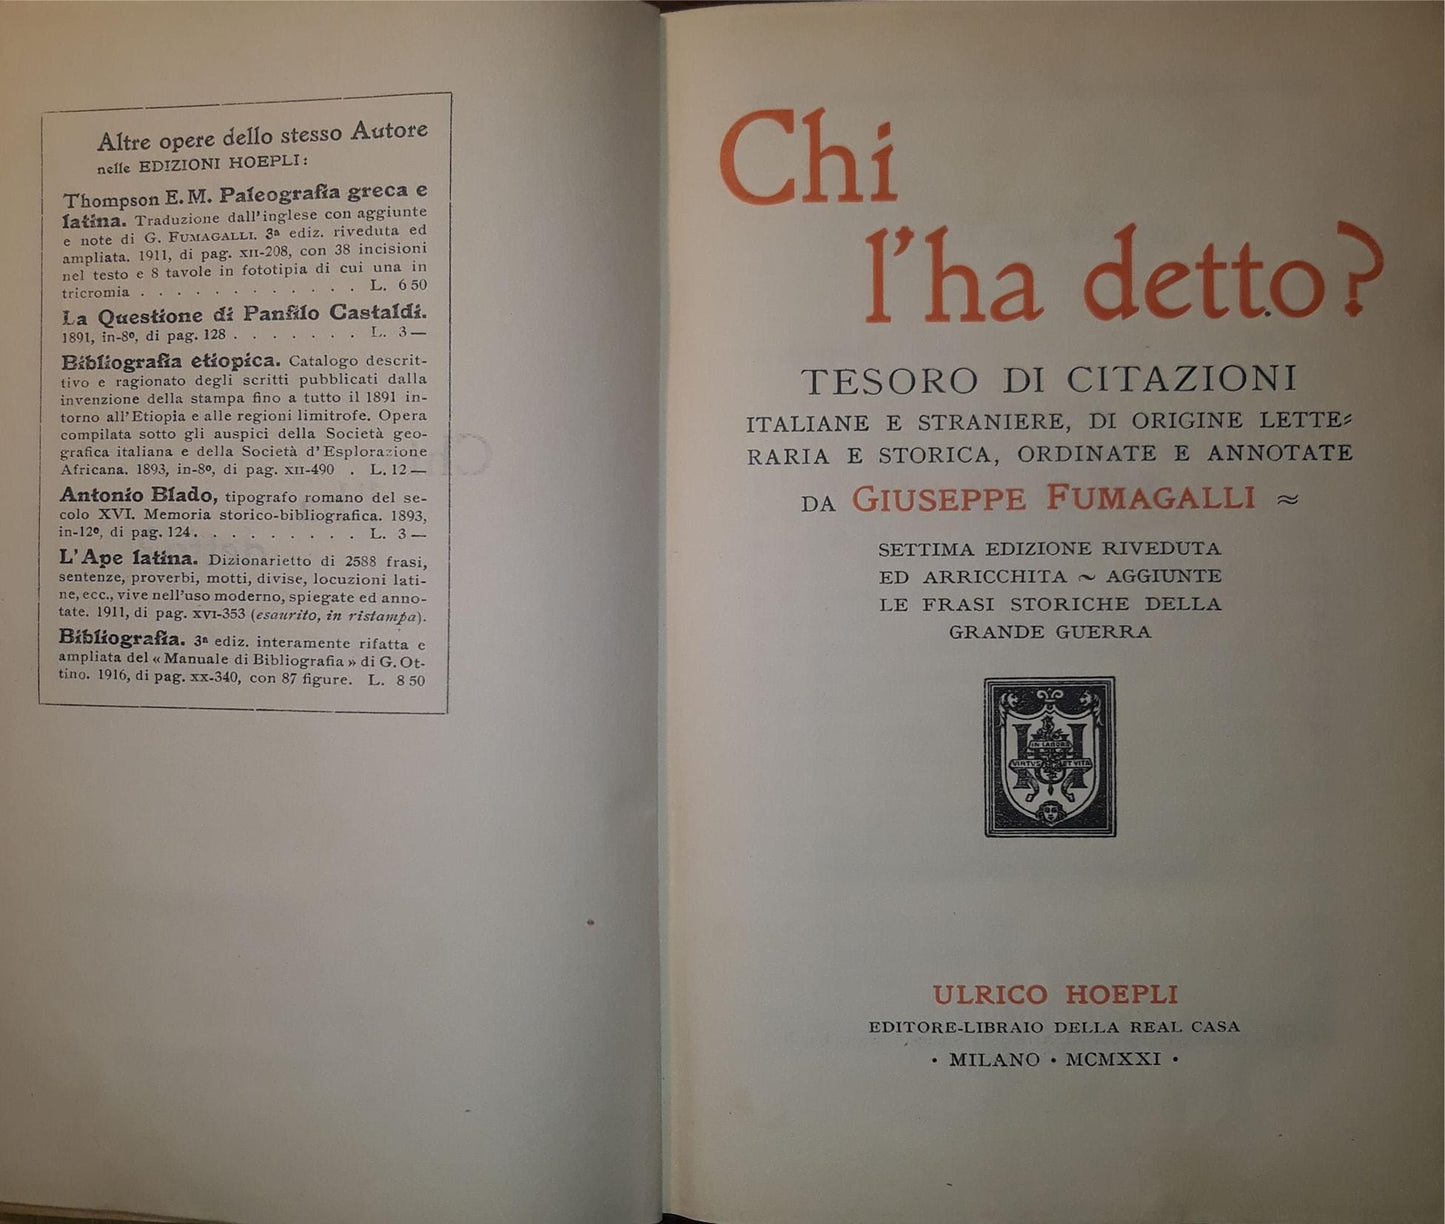 Altre opere dello stesso Autore
nelle EDIZIONI HOEPLI:
Thompson E. M. Paleografia greca e
latina. Traduzione dall'inglese con aggiunte
e note di G. FUMAGALLI. 3ª ediz. riveduta ed
ampliata. 1911, di pag. XII-208, con 38 incisioni
nel testo e 8 tavole in fototipia di cui una in
tricromia . . . . . . . . . . . . L. 6 50
La Questione di Panfilo Castaldi.
1891, in-8º, di pag. 128 . . . . . . . L. 3 —
Bibliografia etiopica. Catalogo descrit-
tivo e ragionato degli scritti pubblicati dalla
invenzione della stampa fino a tutto il 1891 in-
torno all'Etiopia e alle regioni limitrofe. Opera
compilata sotto gli auspici della Società geo-
grafica italiana e della Società d'Esplorazione
Africana. 1893, in-8º, di pag. XII-490 . L. 12 —
Antonio Blado, tipografo romano del se-
colo XVI. Memoria storico-bibliografica. 1893,
in-12º, di pag. 124. . . . . . . . . . L. 3 —
L'Ape latina. Dizionarietto di 2588 frasi,
sentenze, proverbi, motti, divise, locuzioni lati-
ne, ecc., vive nell'uso moderno, spiegate ed anno-
tate. 1911, di pag. XVI-353 (esaurito, in ristampa).
Bibliografia. 3ª ediz. interamente rifatta e
ampliata del « Manuale di Bibliografia » di G. Ot-
tino. 1916, di pag. XX-340, con 87 figure. L. 8 50
Chi
l'ha detto?
TESORO DI CITAZIONI
ITALIANE E STRANIERE, DI ORIGINE LETTE-
RARIA E STORICA, ORDINATE E ANNOTATE
DA GIUSEPPE FUMAGALLI ≈
SETTIMA EDIZIONE RIVEDUTA
ED ARRICCHITA ~ AGGIUNTE
LE FRASI STORICHE DELLA
GRANDE GUERRA
IN LABORE
VIRTUS ET VITA
ULRICO HOEPLI
EDITORE-LIBRAIO DELLA REAL CASA
• MILANO • MCMXXI •